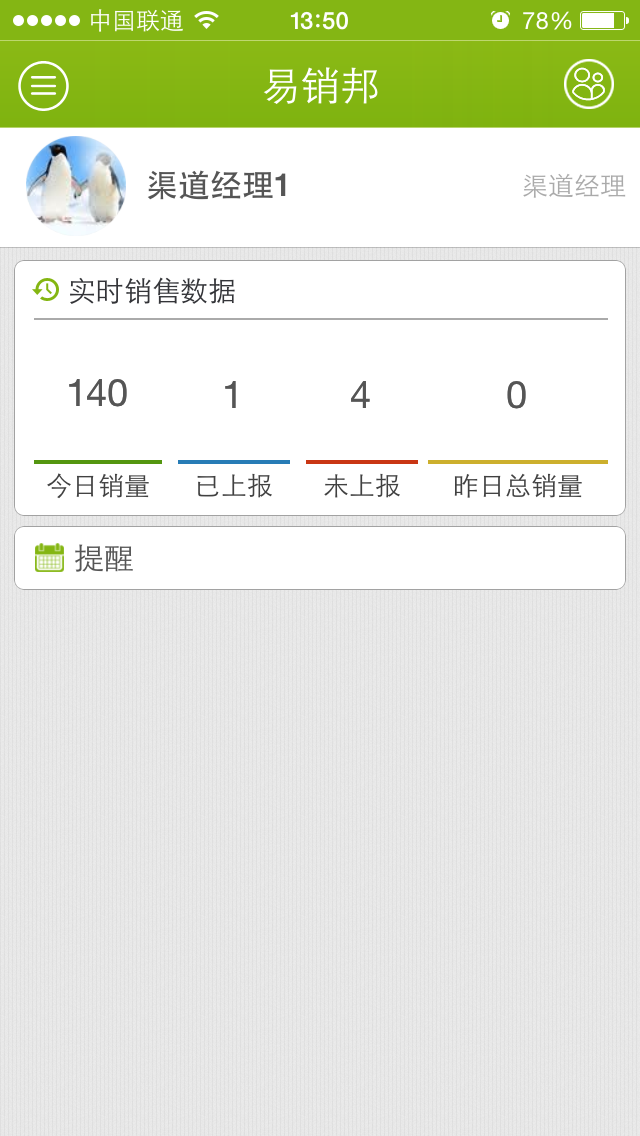 中国联通 13:50 78%
易销邦
渠道经理1 渠道经理
实时销售数据
140 1 4 0
今日销量 已上报 未上报 昨日总销量
提醒